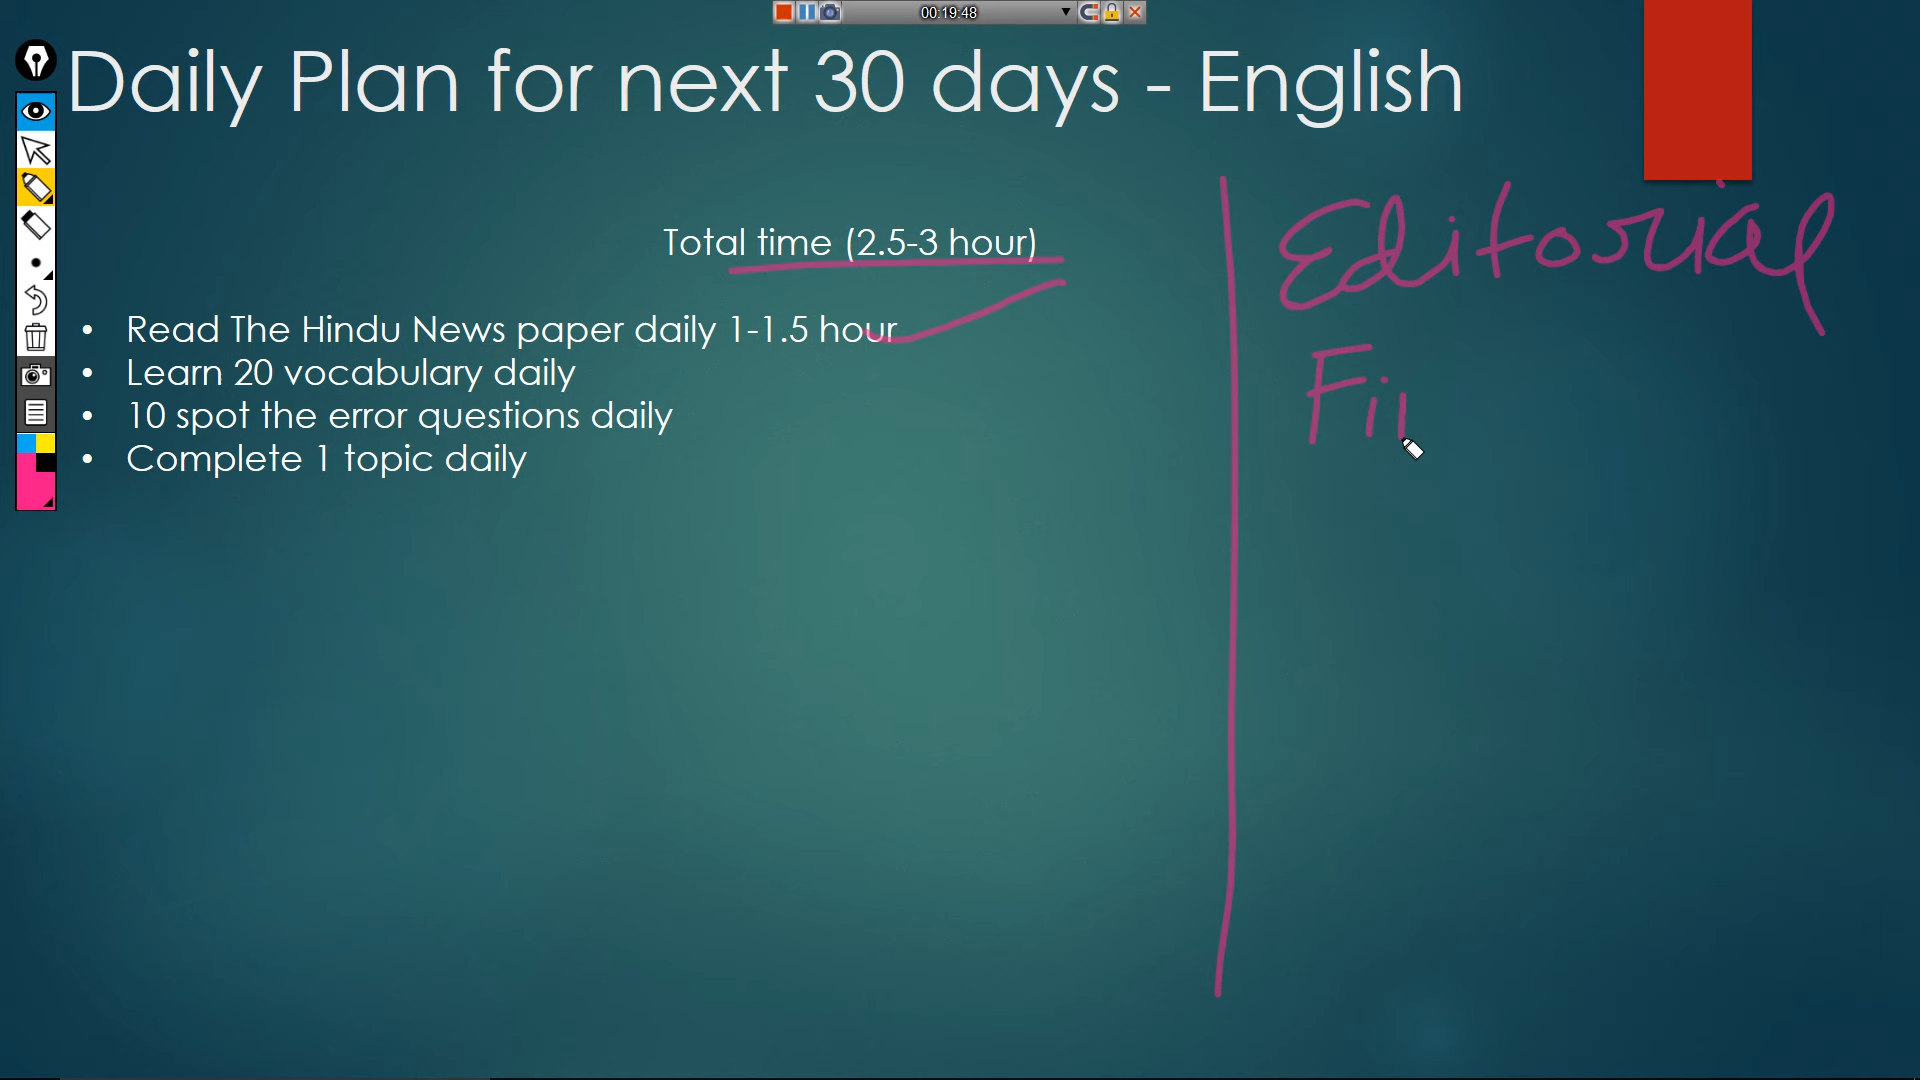 00:19:48
Daily Plan for next 30 days - English
Total time (2.5-3 hour)
• Read The Hindu News paper daily 1-1.5 hour
• Learn 20 vocabulary daily
• 10 spot the error questions daily
• Complete 1 topic daily
Editorial